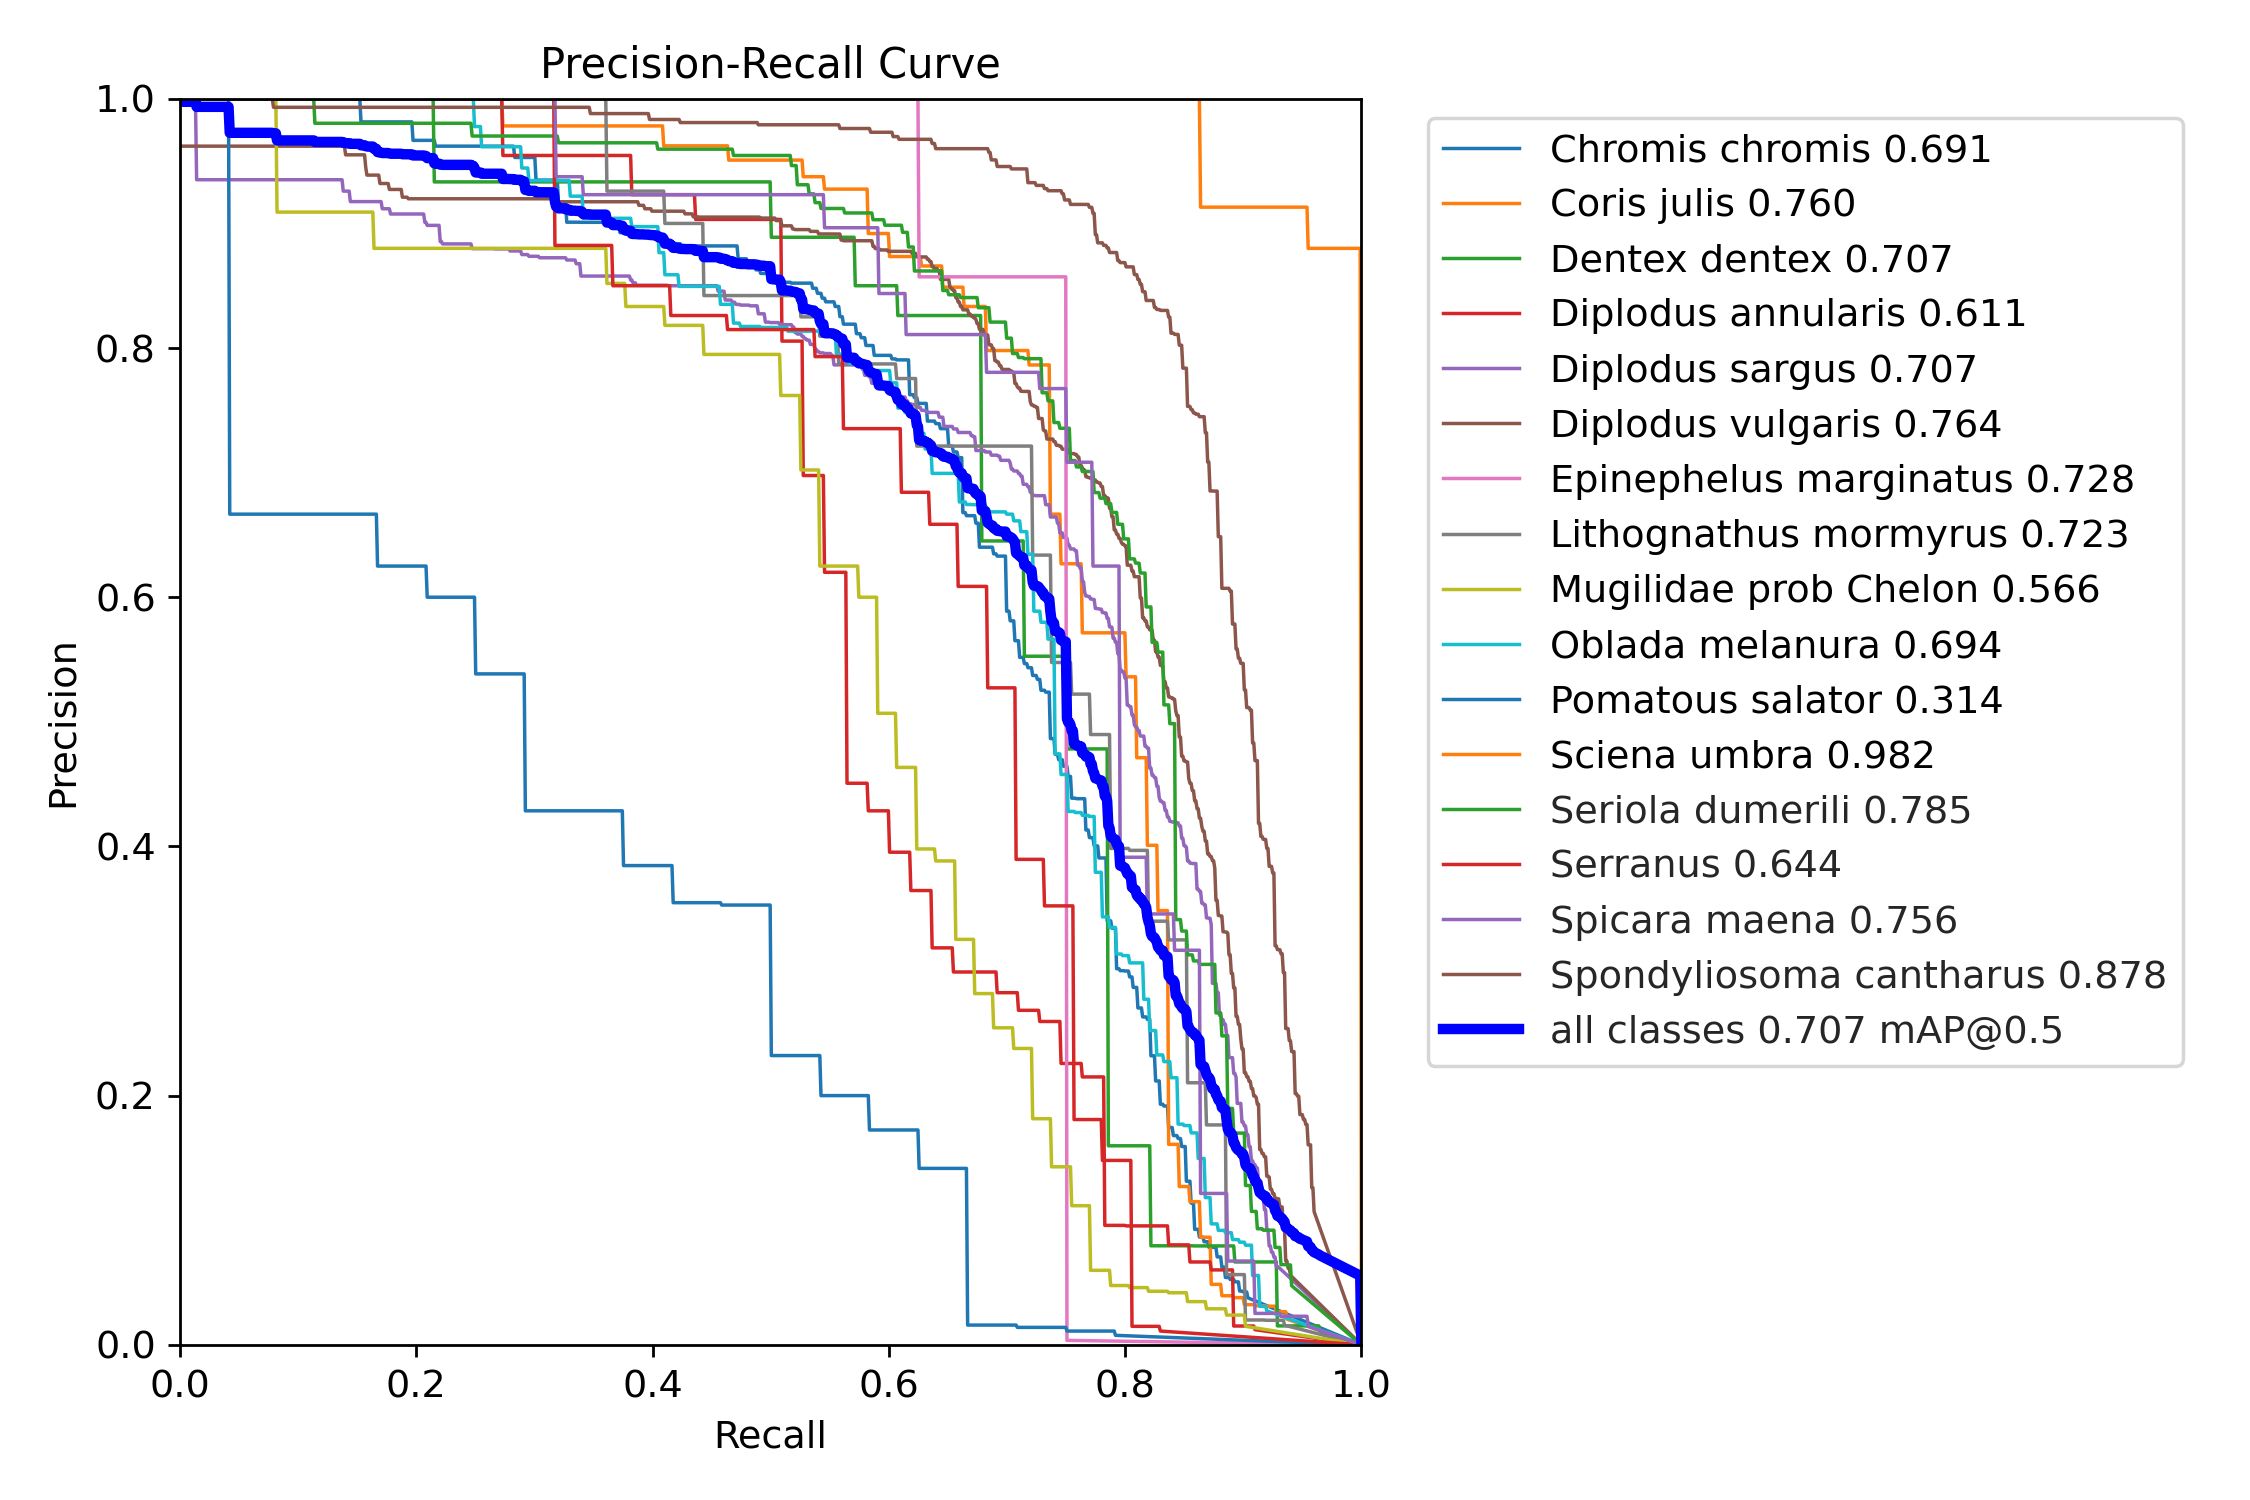 Precision-Recall Curve
1.0
0.8
0.6
0.4
0.2
0.0
Precision
0.0 0.2 0.4 0.6 0.8 1.0
Recall
Chromis chromis 0.691
Coris julis 0.760
Dentex dentex 0.707
Diplodus annularis 0.611
Diplodus sargus 0.707
Diplodus vulgaris 0.764
Epinephelus marginatus 0.728
Lithognathus mormyrus 0.723
Mugilidae prob Chelon 0.566
Oblada melanura 0.694
Pomatous salator 0.314
Sciena umbra 0.982
Seriola dumerili 0.785
Serranus 0.644
Spicara maena 0.756
Spondyliosoma cantharus 0.878
all classes 0.707 mAP@0.5